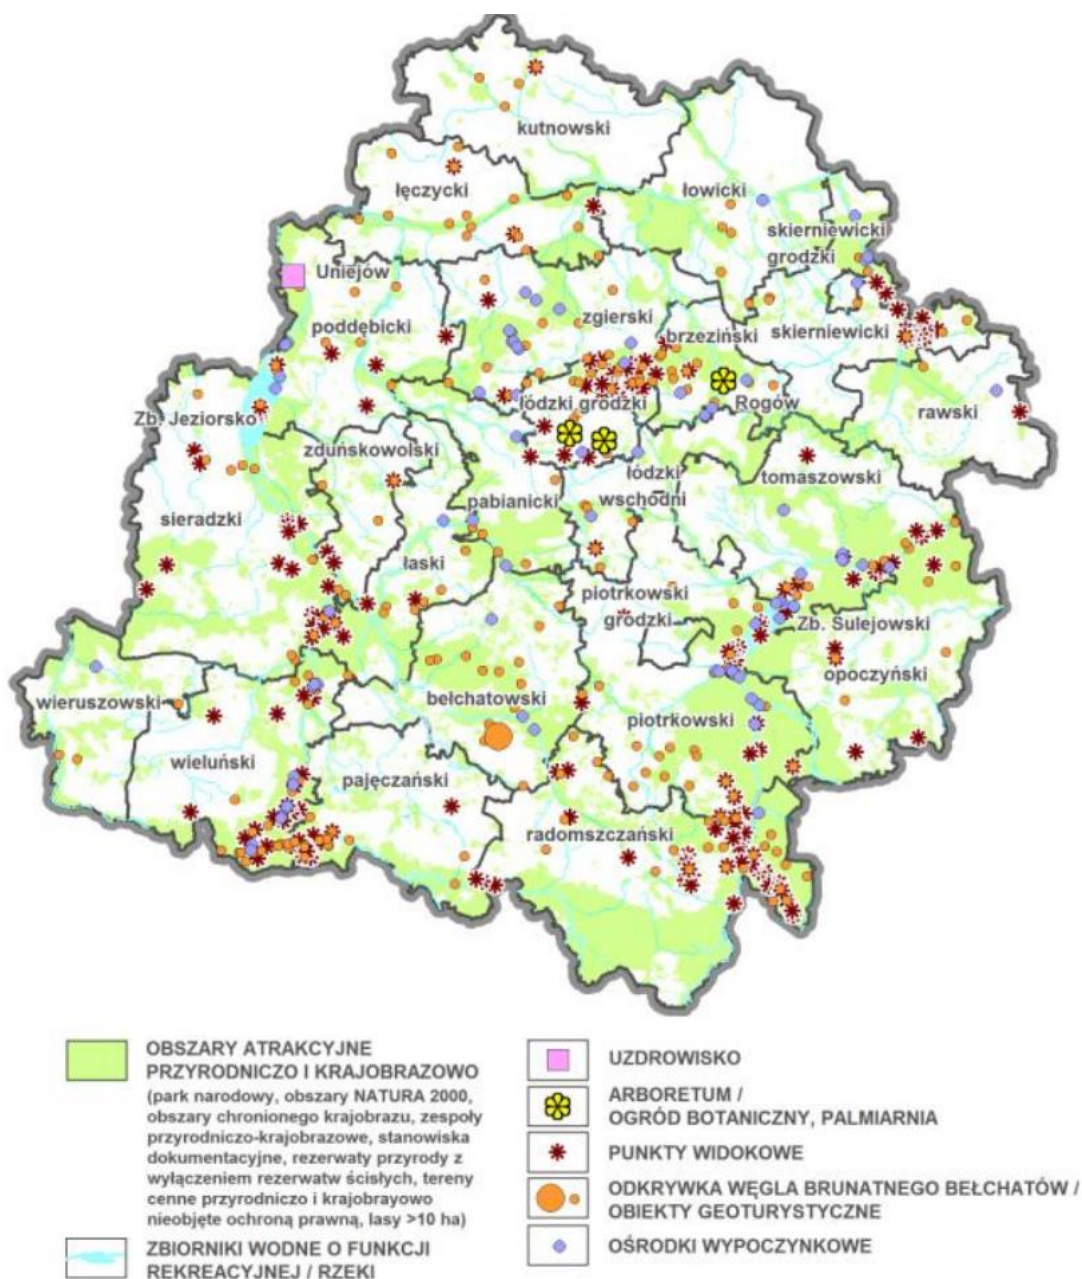 kutnowski
łęczycki
łowicki
skierniewicki
grodzki
Uniejów
poddębicki
zgierski
brzeziński
skierniewicki
Zb. Jeziorsko
łódzki grodzki
Rogów
rawski
zduńskowolski
łódzki
wschodni
tomaszowski
sieradzki
pabianicki
łaski
piotrkowski
grodzki
Zb. Sulejowski
opoczyński
wieruszowski
bełchatowski
piotrkowski
wieluński
pajęczański
radomszczański
OBSZARY ATRAKCYJNE
PRZYRODNICZO I KRAJOBRAZOWO
(park narodowy, obszary NATURA 2000,
obszary chronionego krajobrazu, zespoły
przyrodniczo-krajobrazowe, stanowiska
dokumentacyjne, rezerwaty przyrody z
wyłączeniem rezerwatw ścisłych, tereny
cenne przyrodniczo i krajobrayowo
nieobjęte ochroną prawną, lasy >10 ha)
ZBIORNIKI WODNE O FUNKCJI
REKREACYJNEJ / RZEKI
UZDROWISKO
ARBORETUM /
OGRÓD BOTANICZNY, PALMIARNIA
PUNKTY WIDOKOWE
ODKRYWKA WĘGLA BRUNATNEGO BEŁCHATÓW /
OBIEKTY GEOTURYSTYCZNE
OŚRODKI WYPOCZYNKOWE